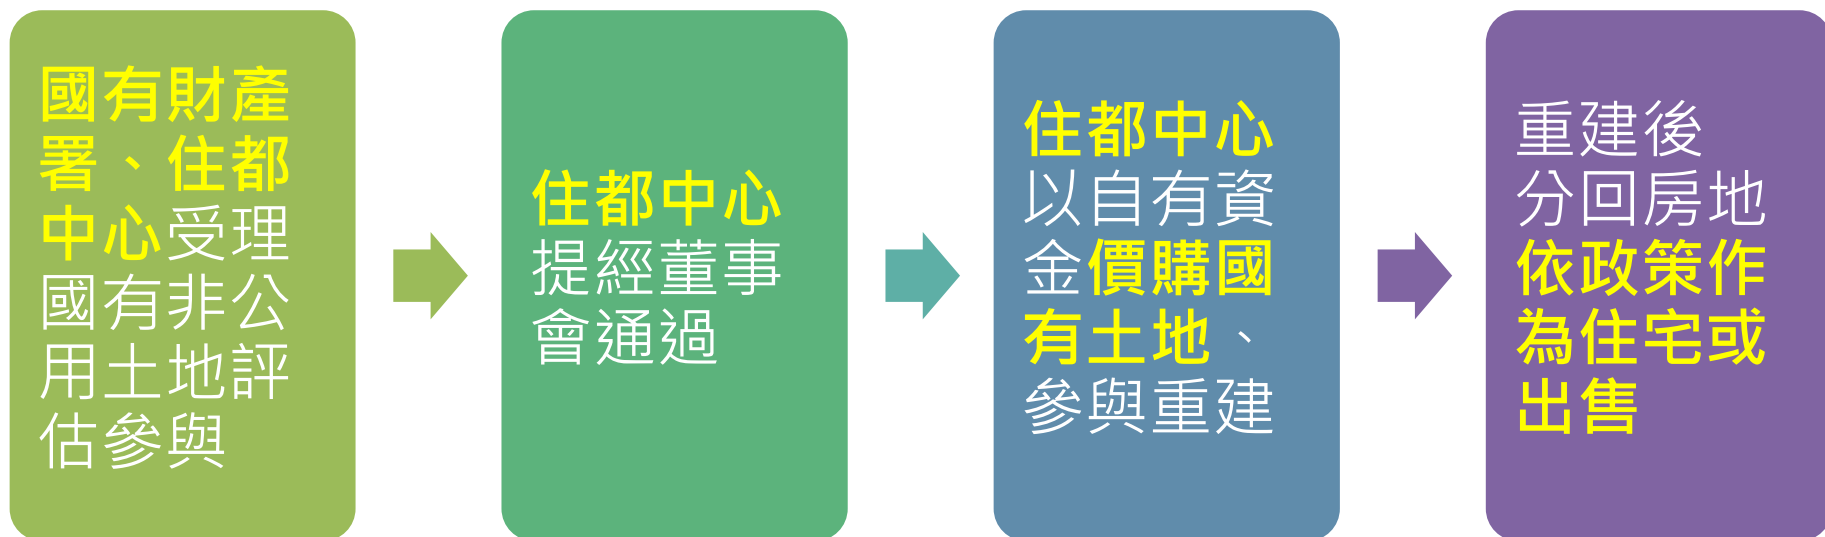 國有財產
署、住都
中心受理
國有非公
用土地評
估參與
住都中心
提經董事
會通過
住都中心
以自有資
金價購國
有土地、
參與重建
重建後
分回房地
依政策作
為住宅或
出售